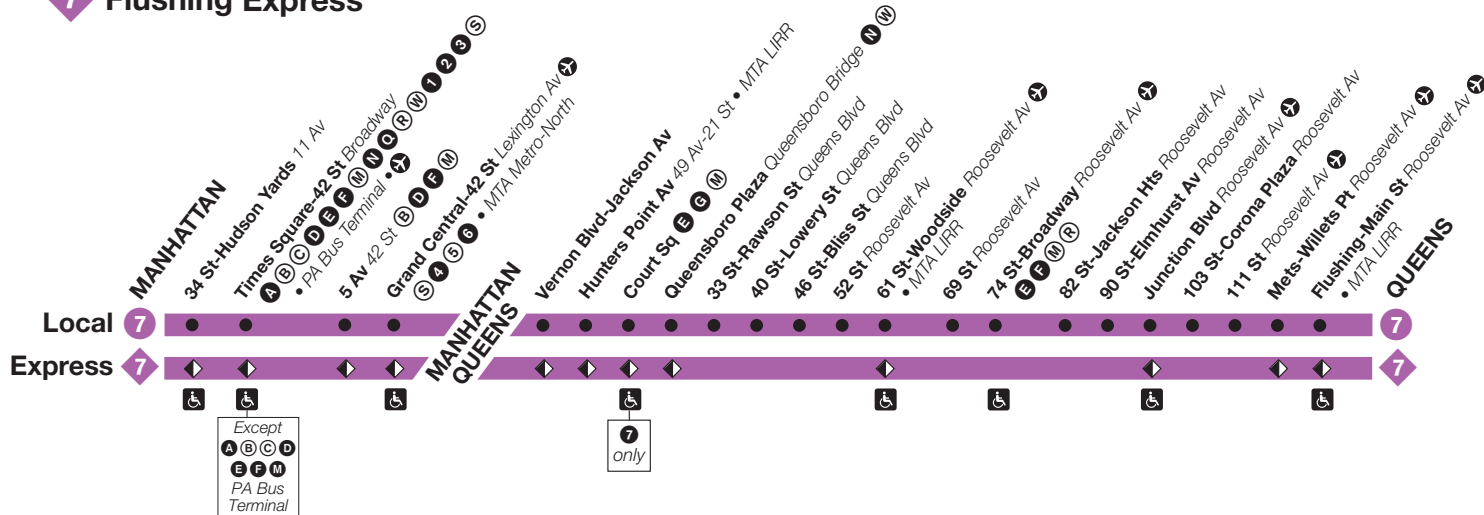 7 Flushing Express
MANHATTAN
34 St-Hudson Yards 11 Av
Times Square-42 St Broadway
A B C D E F M N Q R W 1 2 3 S
• PA Bus Terminal •
5 Av 42 St B D F M
Grand Central-42 St Lexington Av
S 4 5 6 • MTA Metro-North
MANHATTAN
QUEENS
Vernon Blvd-Jackson Av
Hunters Point Av 49 Av-21 St • MTA LIRR
Court Sq E G M
Queensboro Plaza Queensboro Bridge N W
33 St-Rawson St Queens Blvd
40 St-Lowery St Queens Blvd
46 St-Bliss St Queens Blvd
52 St Roosevelt Av
61 St-Woodside Roosevelt Av
• MTA LIRR
69 St Roosevelt Av
74 St-Broadway Roosevelt Av
E F M R
82 St-Jackson Hts Roosevelt Av
90 St-Elmhurst Av Roosevelt Av
Junction Blvd Roosevelt Av
103 St-Corona Plaza Roosevelt Av
111 St Roosevelt Av
Mets-Willets Pt Roosevelt Av
Flushing-Main St Roosevelt Av
• MTA LIRR
QUEENS
Local 7 7
Express 7 7
Except
A B C D
E F M
PA Bus
Terminal
7
only